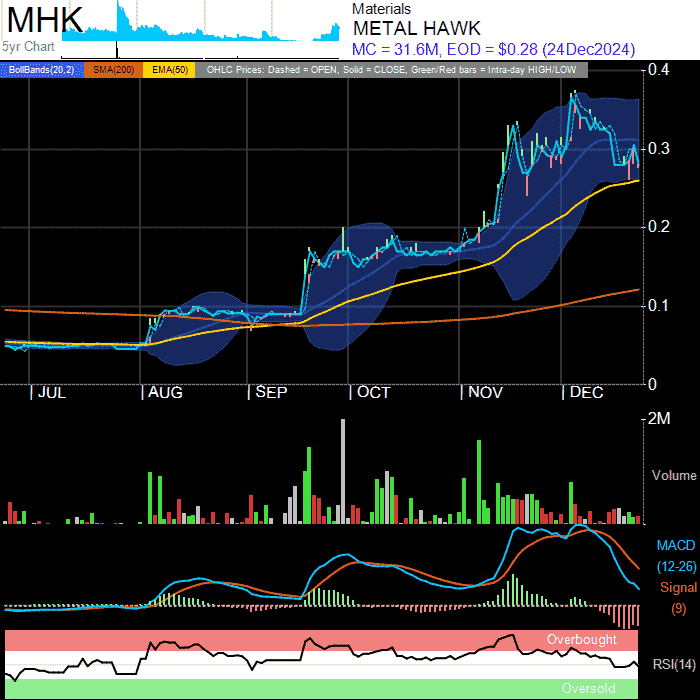 MHK
5yr Chart
Materials
METAL HAWK
MC = 31.6M, EOD = $0.28 (24Dec2024)
BollBands(20,2) SMA(200) EMA(50) OHLC Prices: Dashed = OPEN, Solid = CLOSE, Green/Red bars = Intra-day HIGH/LOW
0.4
0.3
0.2
0.1
0
JUL AUG SEP OCT NOV DEC
2M
Volume
MACD
(12-26)
Signal
(9)
Overbought
RSI(14)
Oversold